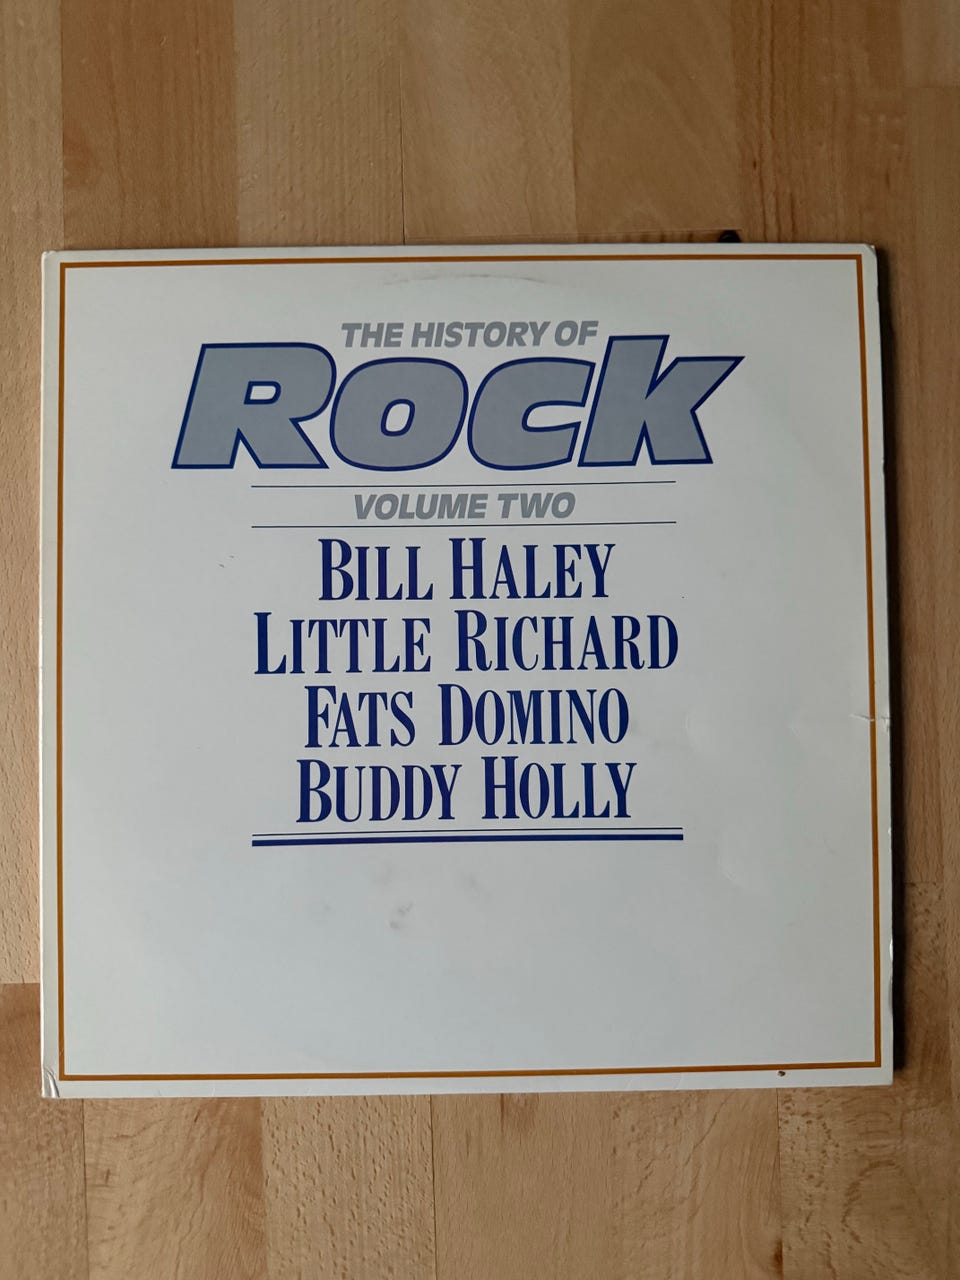 THE HISTORY OF
ROCK
VOLUME TWO
BILL HALEY
LITTLE RICHARD
FATS DOMINO
BUDDY HOLLY